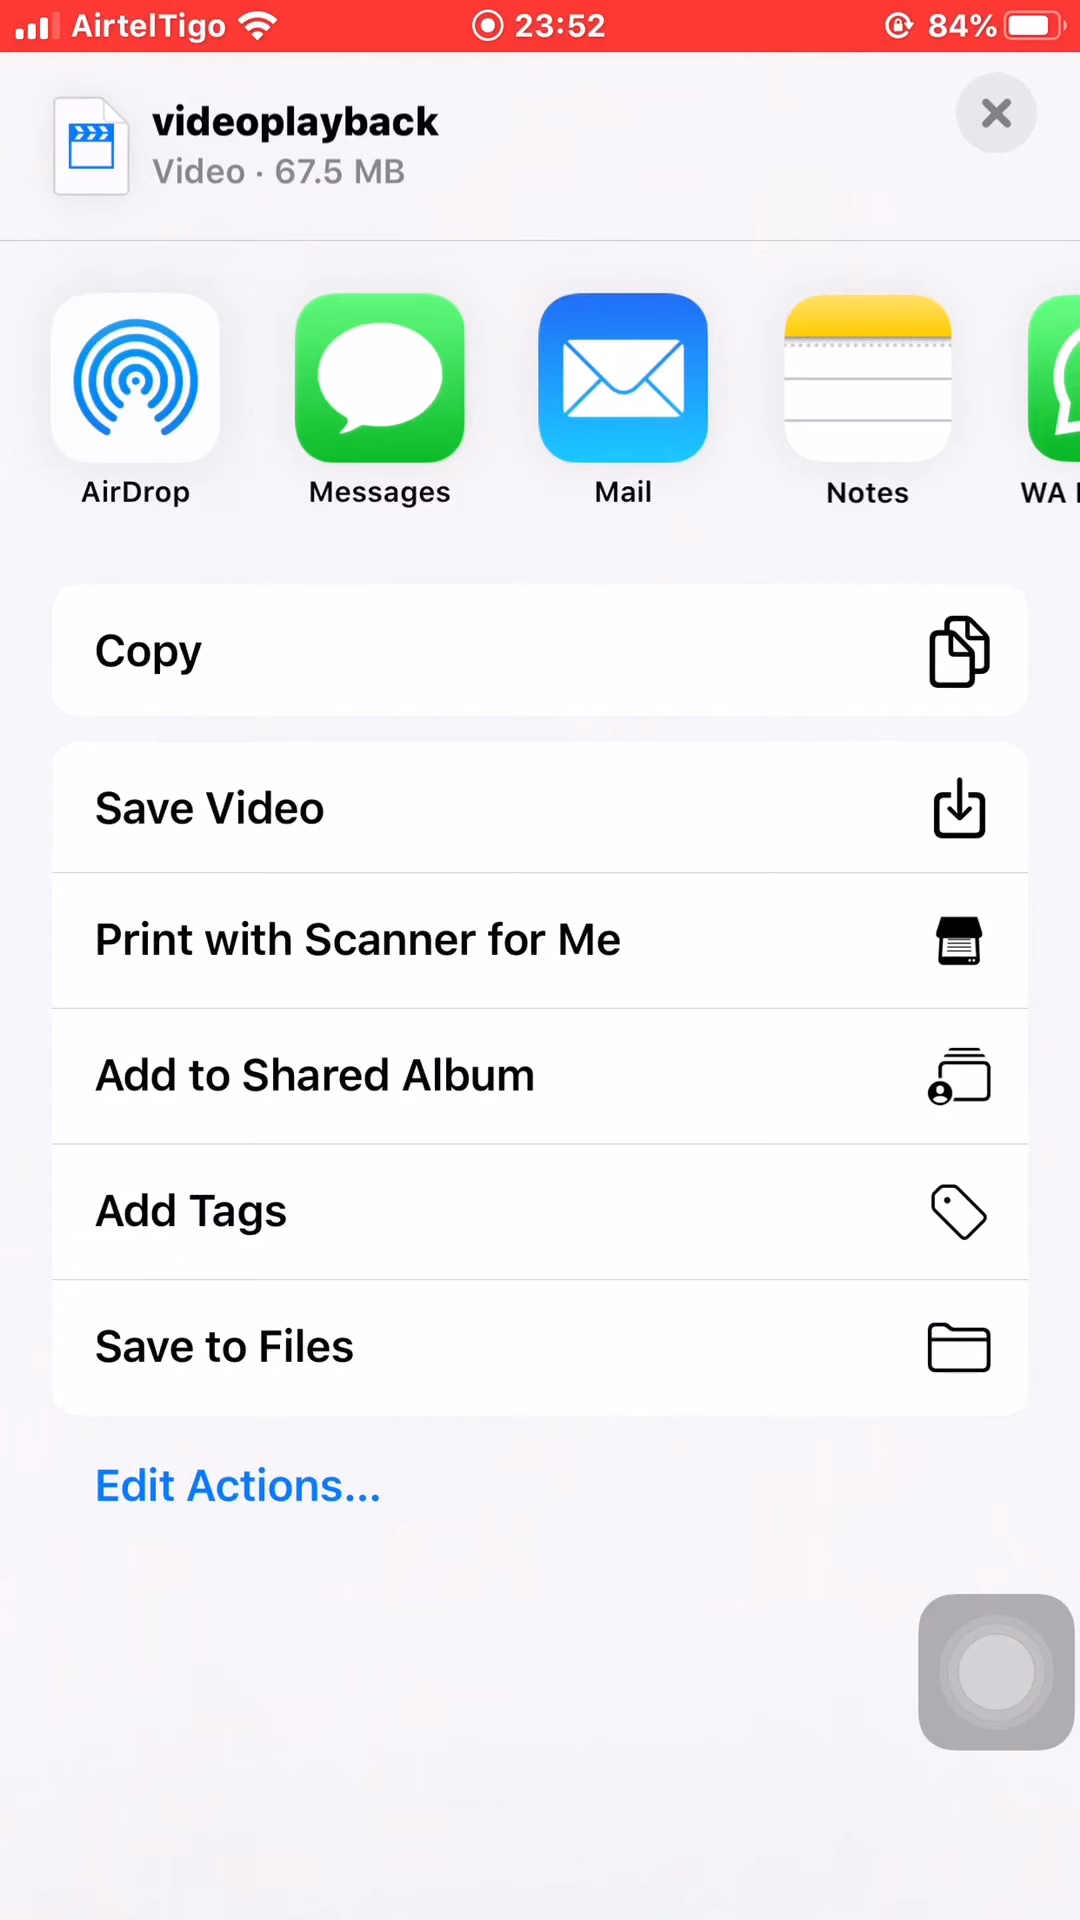 AirtelTigo 23:52 84%
videoplayback
Video · 67.5 MB
AirDrop Messages Mail Notes WA
Copy
Save Video
Print with Scanner for Me
Add to Shared Album
Add Tags
Save to Files
Edit Actions...